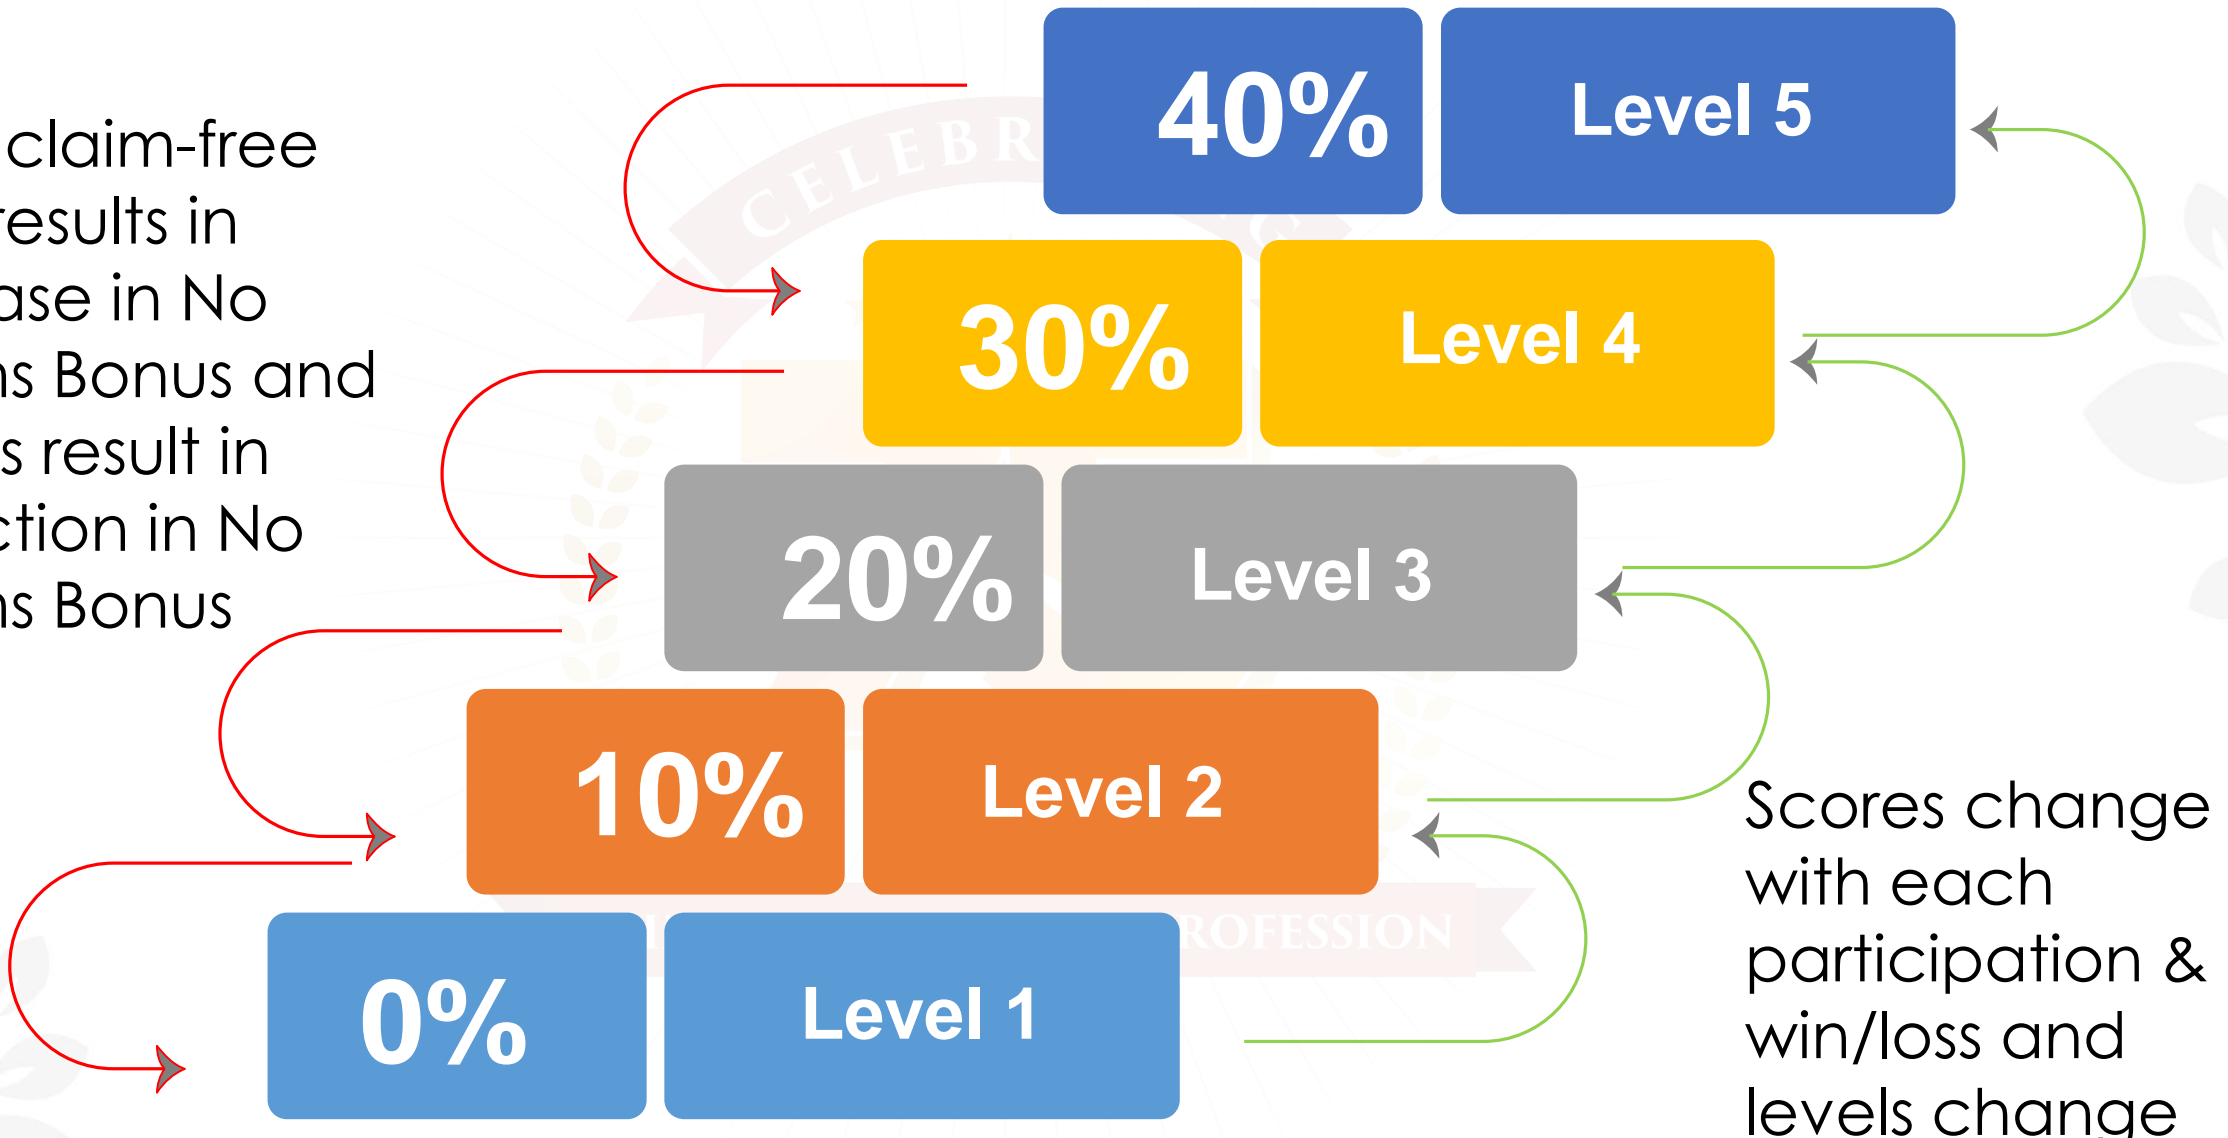 claim-free
results in
ase in No
ns Bonus and
s result in
ction in No
ns Bonus
40% Level 5
30% Level 4
20% Level 3
10% Level 2
0% Level 1
Scores change
with each
participation &
win/loss and
levels change
CELEBR
G
ROFESSION